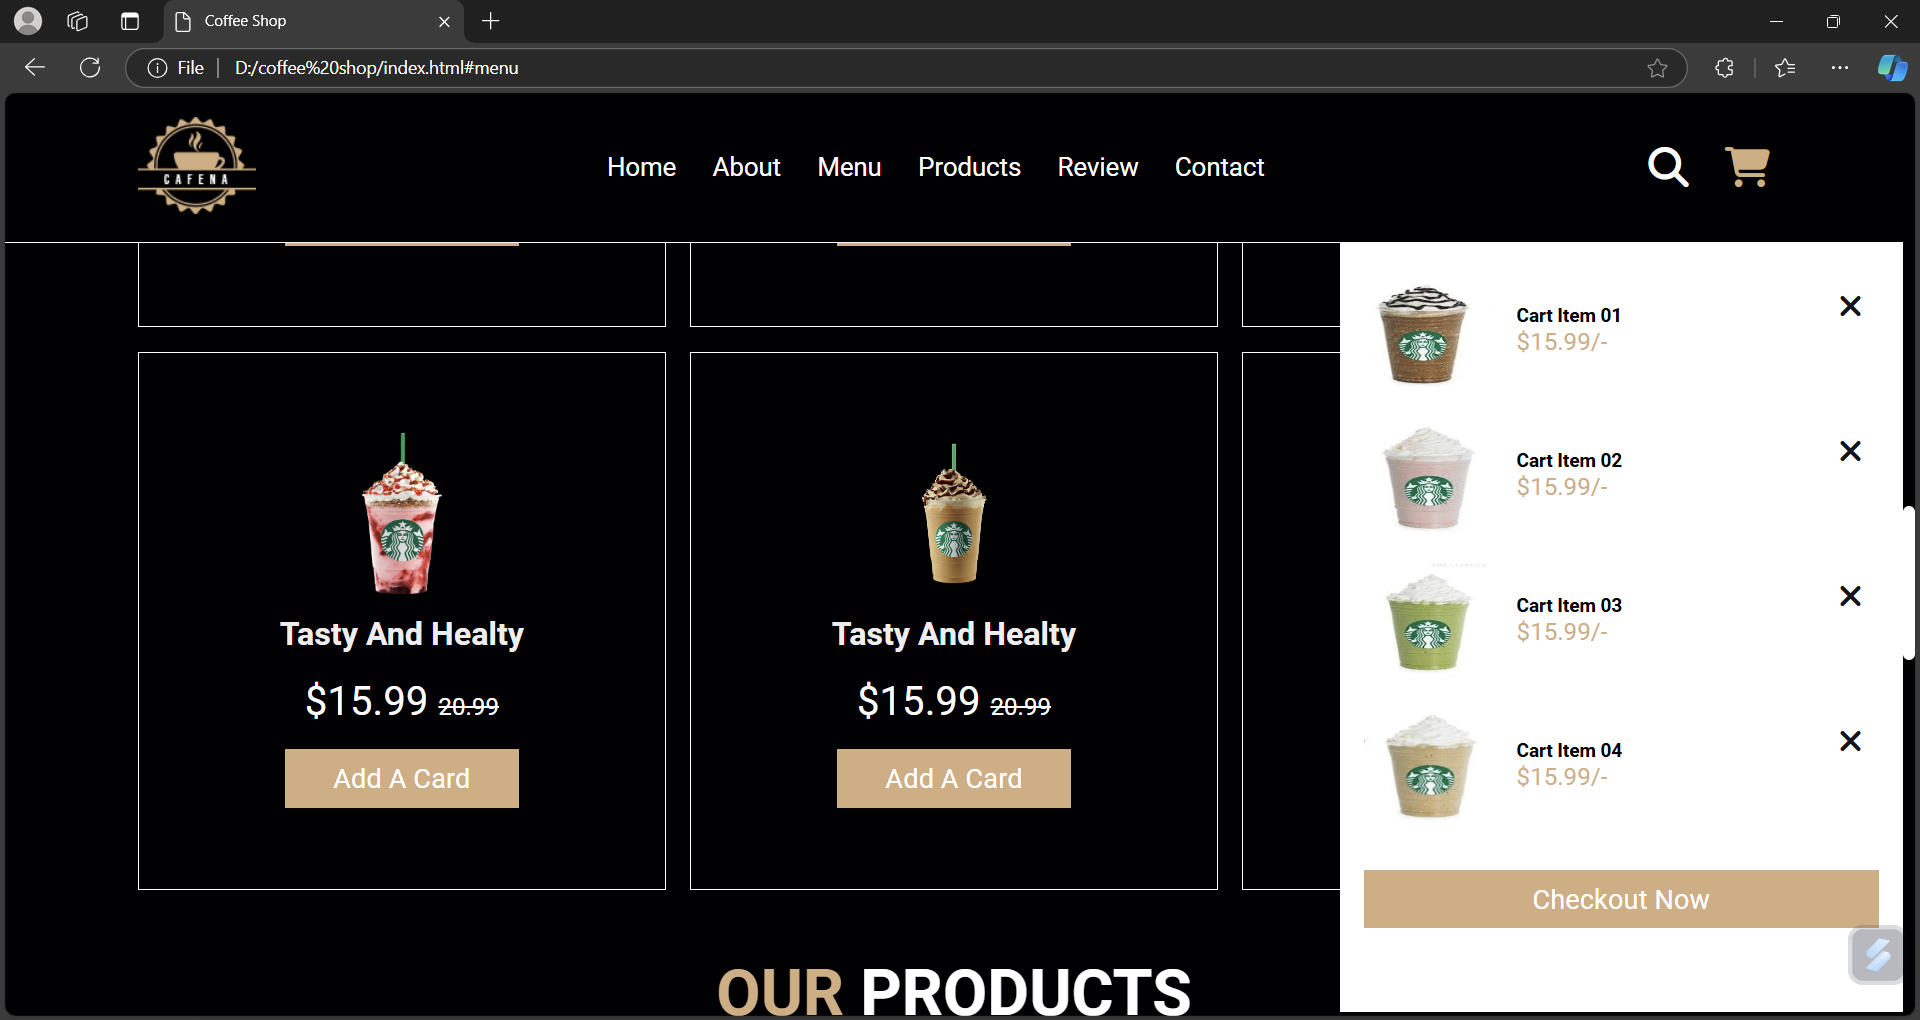 Coffee Shop
File
D:/coffee%20shop/index.html#menu
CAFENA
Home About Menu Products Review Contact
Cart Item 01
$15.99/-
Cart Item 02
$15.99/-
Cart Item 03
$15.99/-
Cart Item 04
$15.99/-
Checkout Now
Tasty And Healty
$15.99 20.99
Add A Card
Tasty And Healty
$15.99 20.99
Add A Card
OUR PRODUCTS